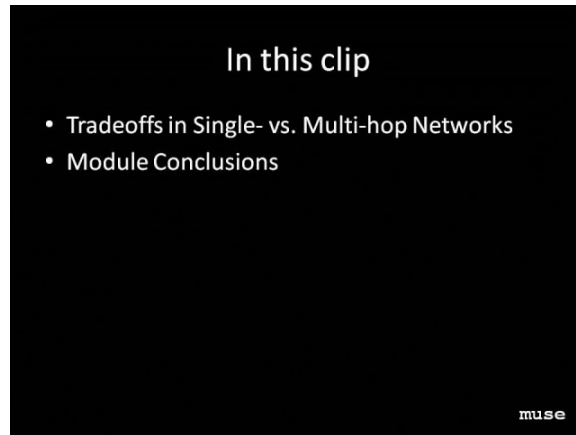 In this clip
• Tradeoffs in Single- vs. Multi-hop Networks
• Module Conclusions
muse